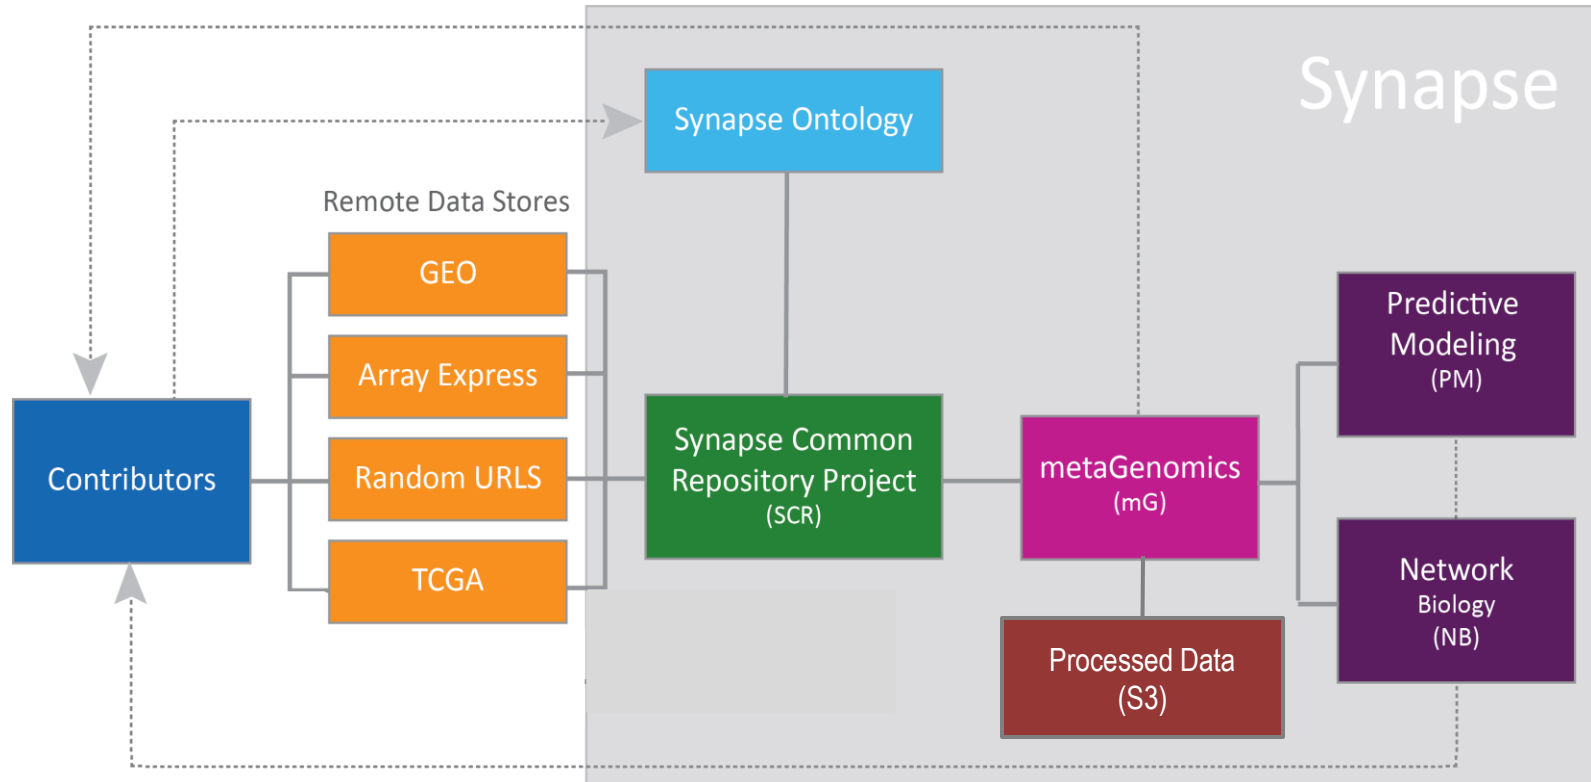 Synapse
Synapse Ontology
Remote Data Stores
GEO
Array Express
Random URLS
TCGA
Contributors
Synapse Common
Repository Project
(SCR)
metaGenomics
(mG)
Processed Data
(S3)
Predictive
Modeling
(PM)
Network
Biology
(NB)